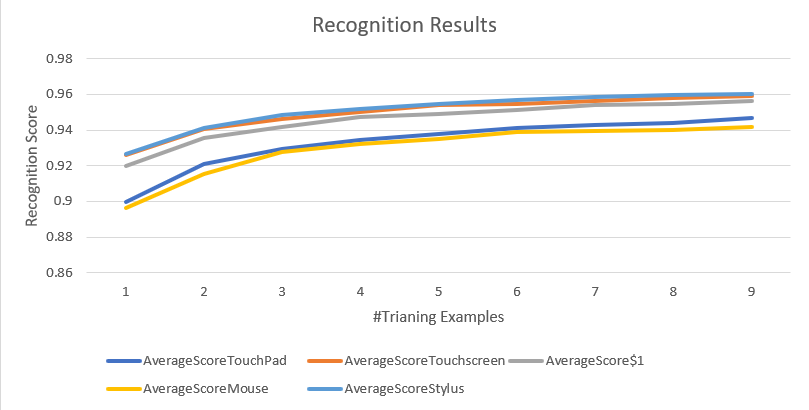 Recognition Results
0.98
0.96
0.94
0.92
0.9
0.88
0.86
Recognition Score
1 2 3 4 5 6 7 8 9
#Trianing Examples
AverageScoreTouchPad AverageScoreTouchscreen AverageScore$1
AverageScoreMouse AverageScoreStylus